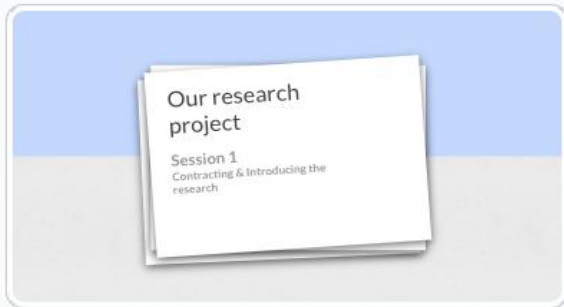 Our research
project
Session 1
Contracting & Introducing the
research